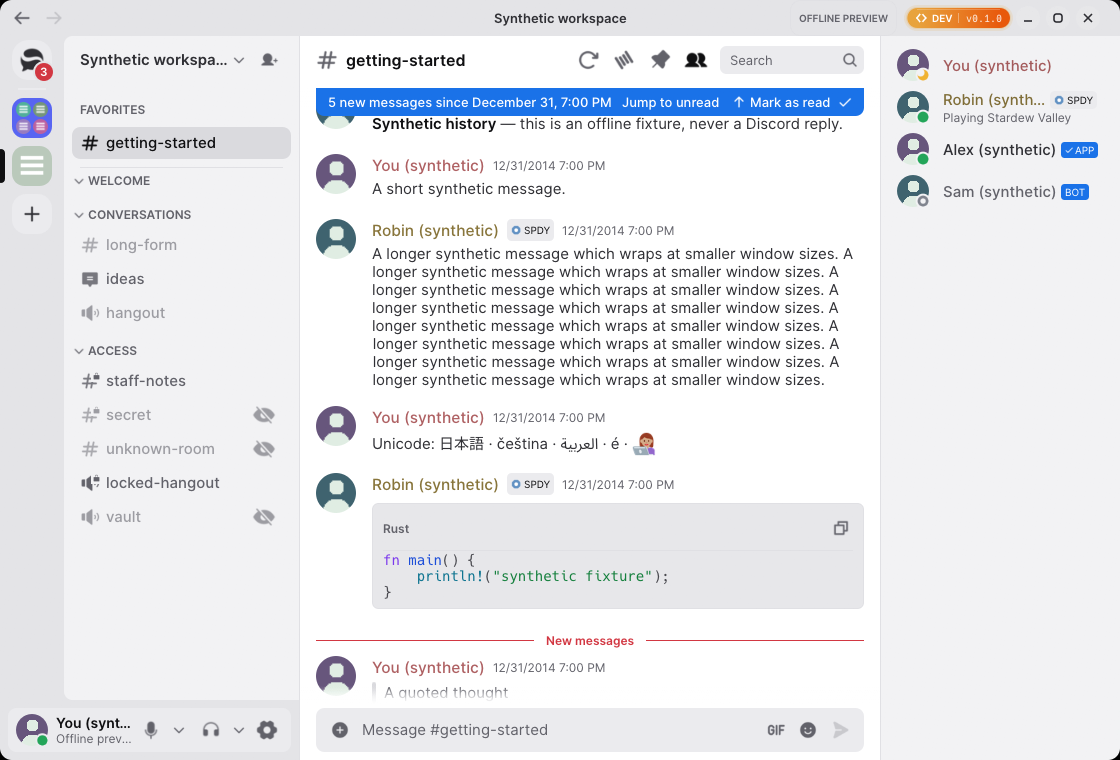 Synthetic workspace
OFFLINE PREVIEW
DEV v0.1.0
3
Synthetic workspa...
FAVORITES
# getting-started
WELCOME
CONVERSATIONS
# long-form
ideas
hangout
ACCESS
staff-notes
secret
# unknown-room
locked-hangout
vault
You (synt...
Offline prev...
# getting-started
Search
5 new messages since December 31, 7:00 PM Jump to unread ↑ Mark as read ✓
Synthetic history — this is an offline fixture, never a Discord reply.
You (synthetic) 12/31/2014 7:00 PM
A short synthetic message.
Robin (synthetic) SPDY 12/31/2014 7:00 PM
A longer synthetic message which wraps at smaller window sizes. A
longer synthetic message which wraps at smaller window sizes. A
longer synthetic message which wraps at smaller window sizes. A
longer synthetic message which wraps at smaller window sizes. A
longer synthetic message which wraps at smaller window sizes. A
longer synthetic message which wraps at smaller window sizes. A
longer synthetic message which wraps at smaller window sizes. A
longer synthetic message which wraps at smaller window sizes.
You (synthetic) 12/31/2014 7:00 PM
Unicode: 日本語 · čeština · العربية · é · 👩🏽‍💻
Robin (synthetic) SPDY 12/31/2014 7:00 PM
Rust
fn main() {
    println!("synthetic fixture");
}
New messages
You (synthetic) 12/31/2014 7:00 PM
A quoted thought
Message #getting-started
GIF
You (synthetic)
Robin (synth... SPDY
Playing Stardew Valley
Alex (synthetic) ✓ APP
Sam (synthetic) BOT